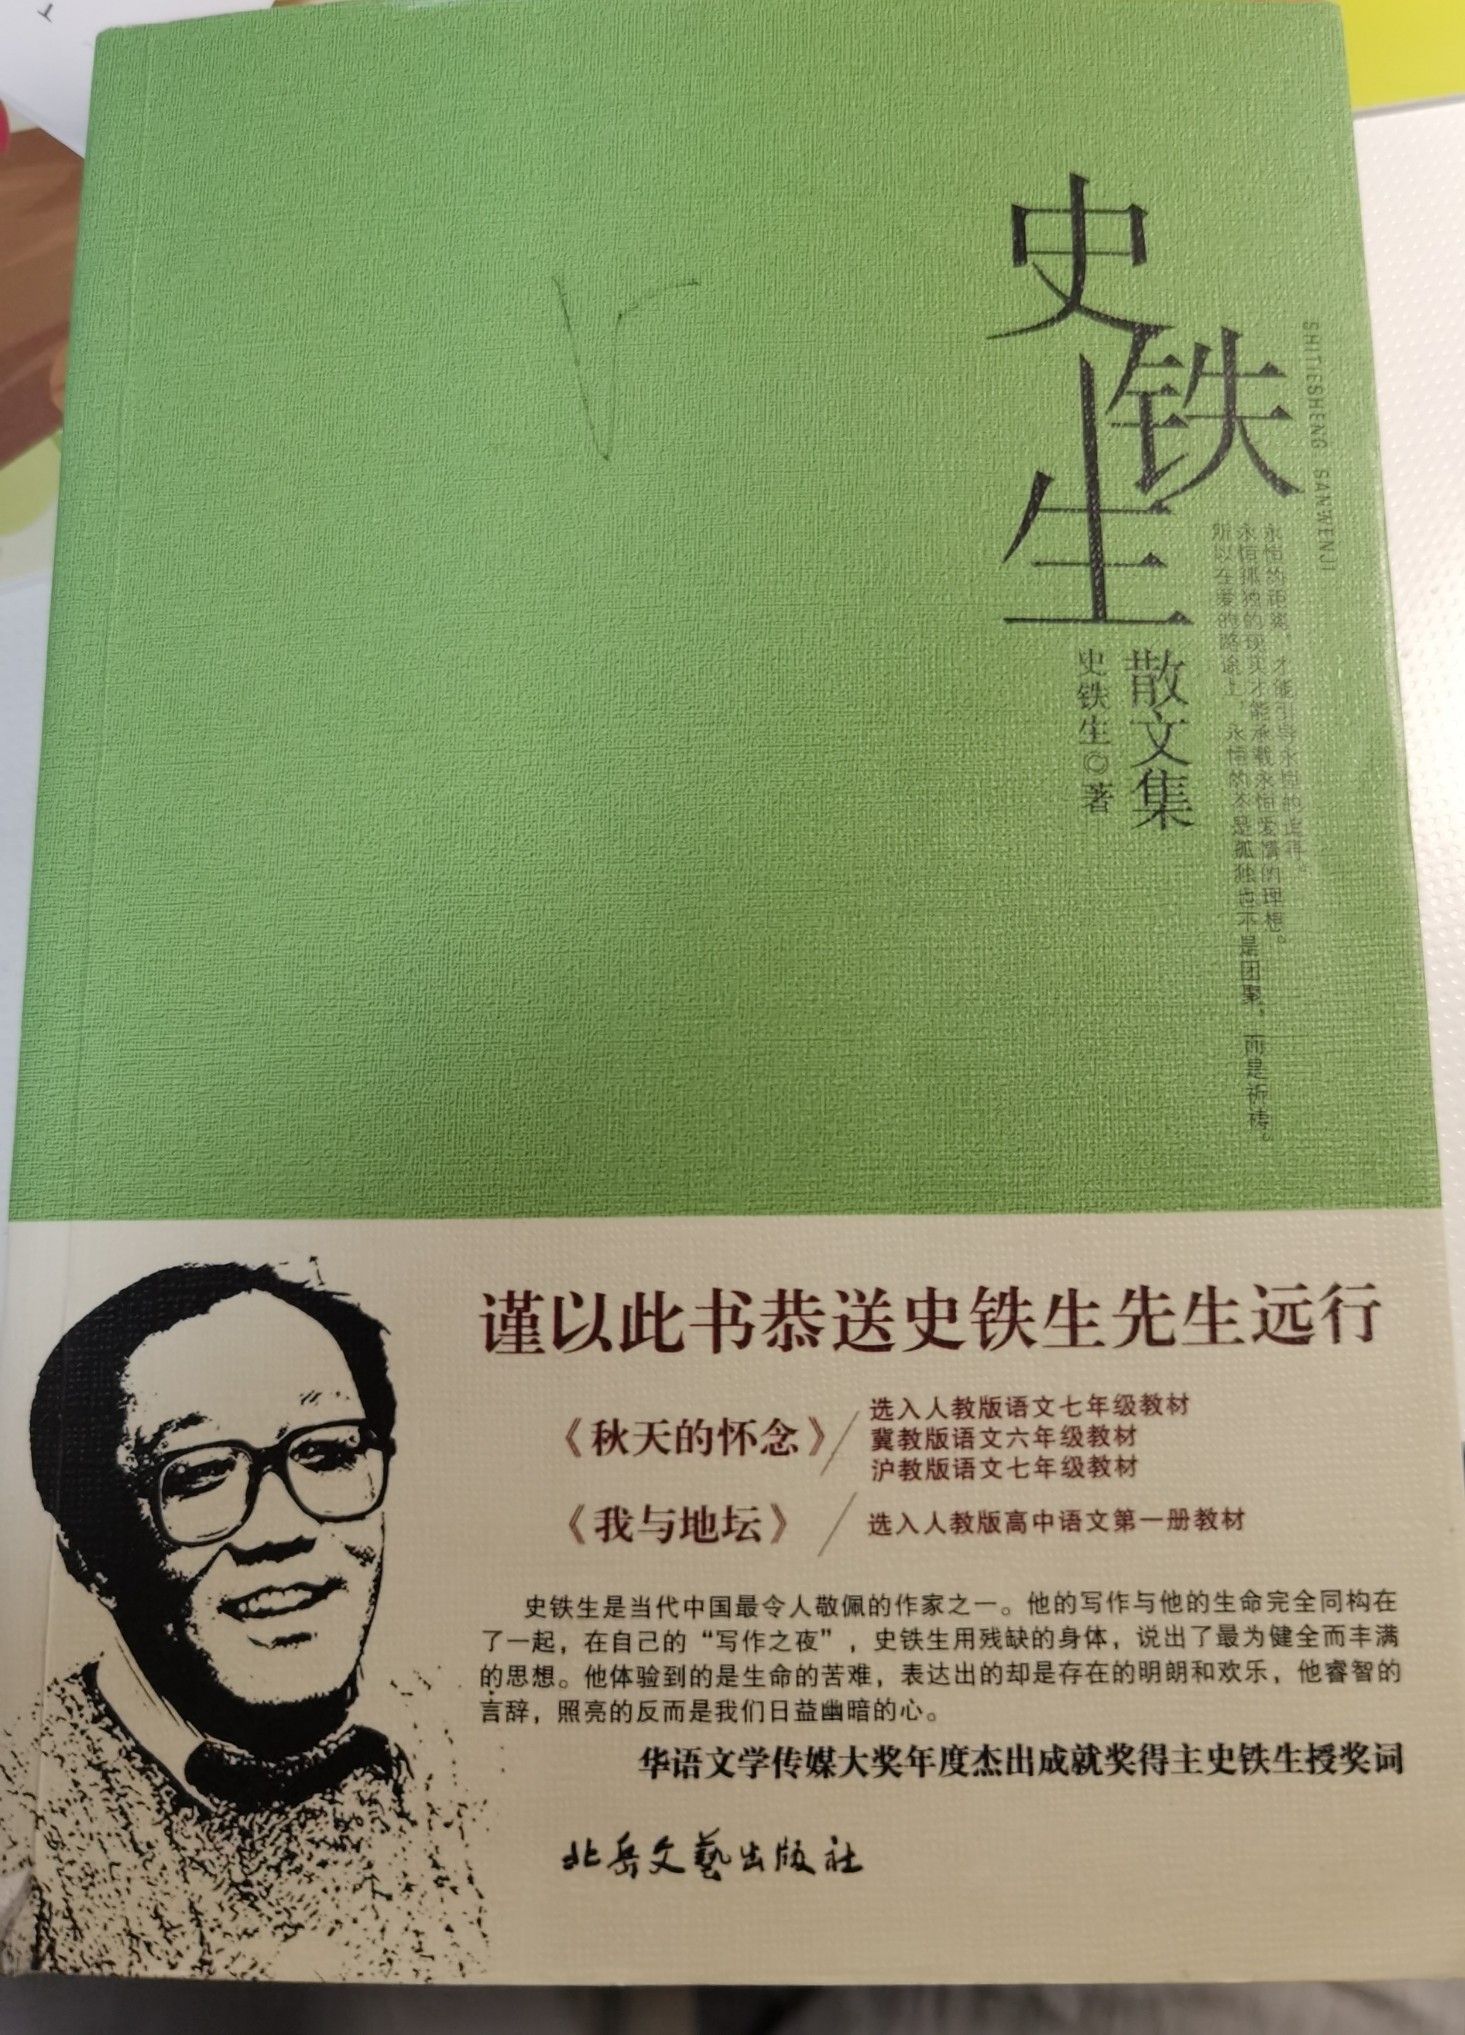 史铁生
散文集
史铁生◎著
SHITIESHENG SANWENJI
永恒的距离，才能引导永恒的追寻。
永恒孤独的现实才能承载永恒爱情的理想。
所以在爱的路途上，永恒的不是孤独也不是团聚，而是祈祷。
谨以此书恭送史铁生先生远行
《秋天的怀念》/选入人教版语文七年级教材
冀教版语文六年级教材
沪教版语文七年级教材
《我与地坛》/选入人教版高中语文第一册教材
史铁生是当代中国最令人敬佩的作家之一。他的写作与他的生命完全同构在
了一起，在自己的“写作之夜”，史铁生用残缺的身体，说出了最为健全而丰满
的思想。他体验到的是生命的苦难，表达出的却是存在的明朗和欢乐，他睿智的
言辞，照亮的反而是我们日益幽暗的心。
华语文学传媒大奖年度杰出成就奖得主史铁生授奖词
北岳文艺出版社